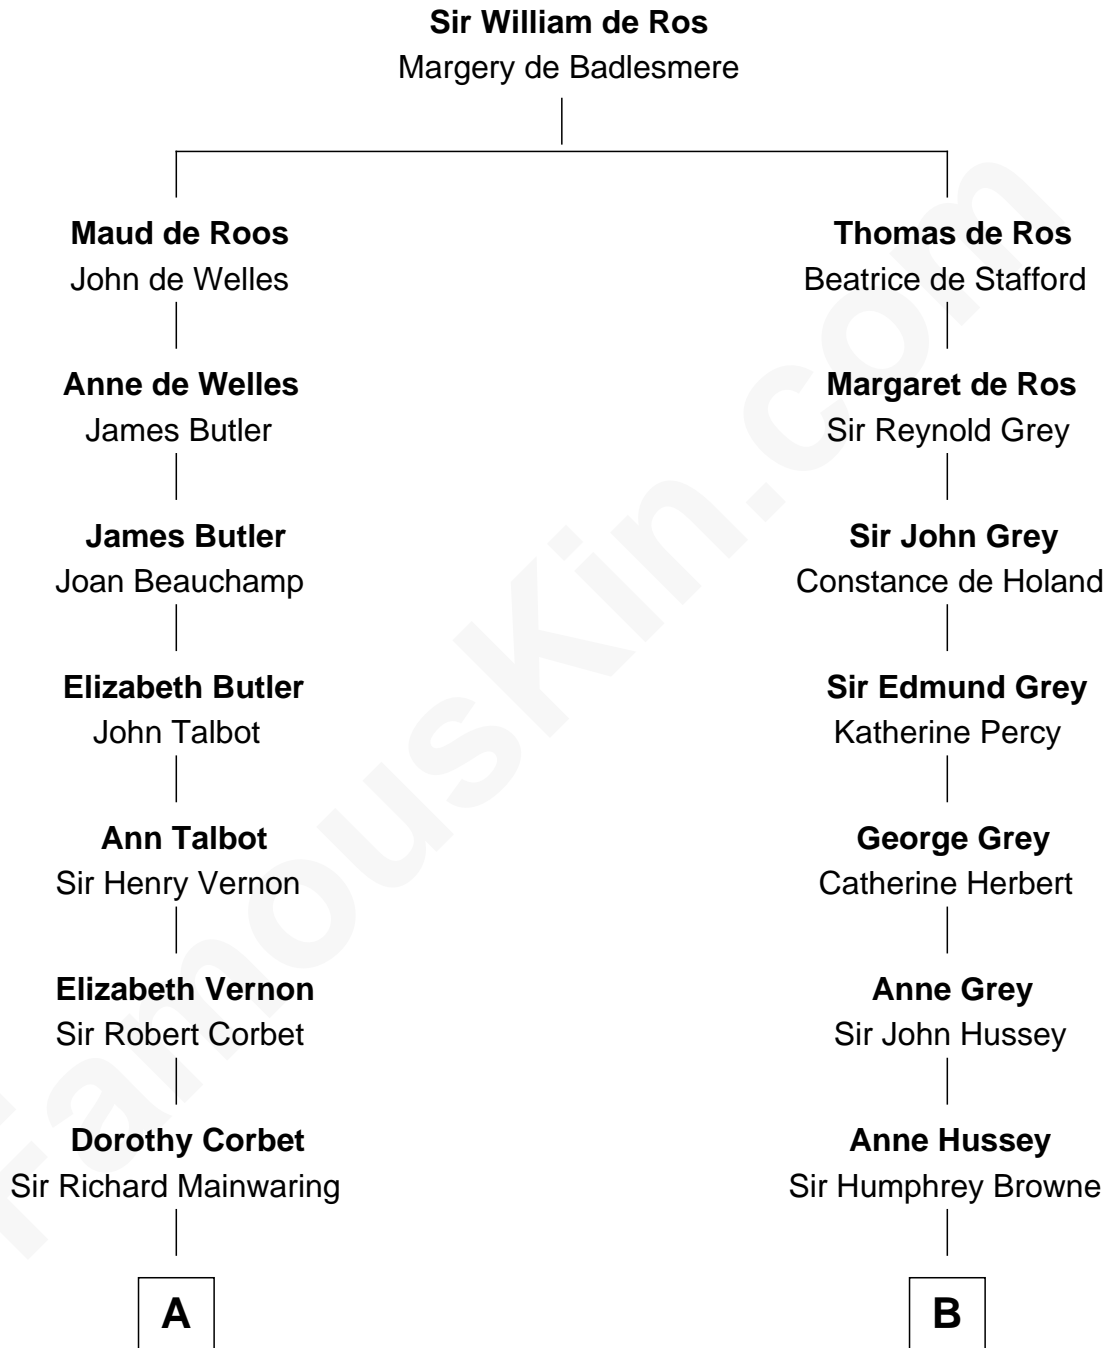 Sir William de Ros
Margery de Badlesmere
Maud de Roos
John de Welles
Thomas de Ros
Beatrice de Stafford
Anne de Welles
James Butler
Margaret de Ros
Sir Reynold Grey
James Butler
Joan Beauchamp
Sir John Grey
Constance de Holand
Elizabeth Butler
John Talbot
Sir Edmund Grey
Katherine Percy
Ann Talbot
Sir Henry Vernon
George Grey
Catherine Herbert
Elizabeth Vernon
Sir Robert Corbet
Anne Grey
Sir John Hussey
Dorothy Corbet
Sir Richard Mainwaring
Anne Hussey
Sir Humphrey Browne
A
B
FamousKin.com